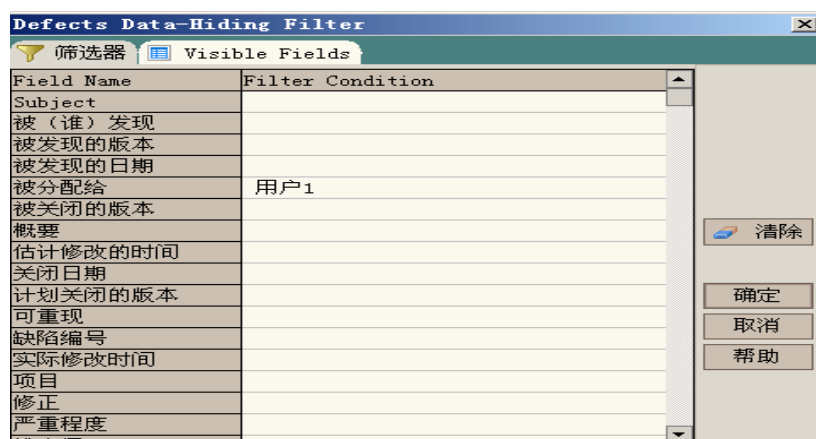 Defects Data-Hiding Filter
筛选器 Visible Fields
Field Name Filter Condition
Subject
被（谁）发现
被发现的版本
被发现的日期
被分配给 用户1
被关闭的版本
概要
估计修改的时间
关闭日期
计划关闭的版本
可重现
缺陷编号
实际修改时间
项目
修正
严重程度
清除
确定
取消
帮助